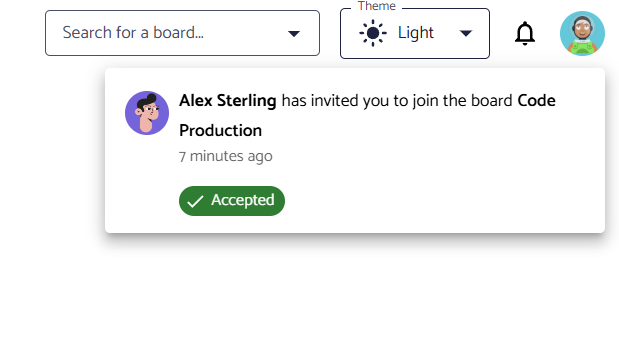 Theme
Search for a board...
Light
Alex Sterling has invited you to join the board Code
Production
7 minutes ago
Accepted